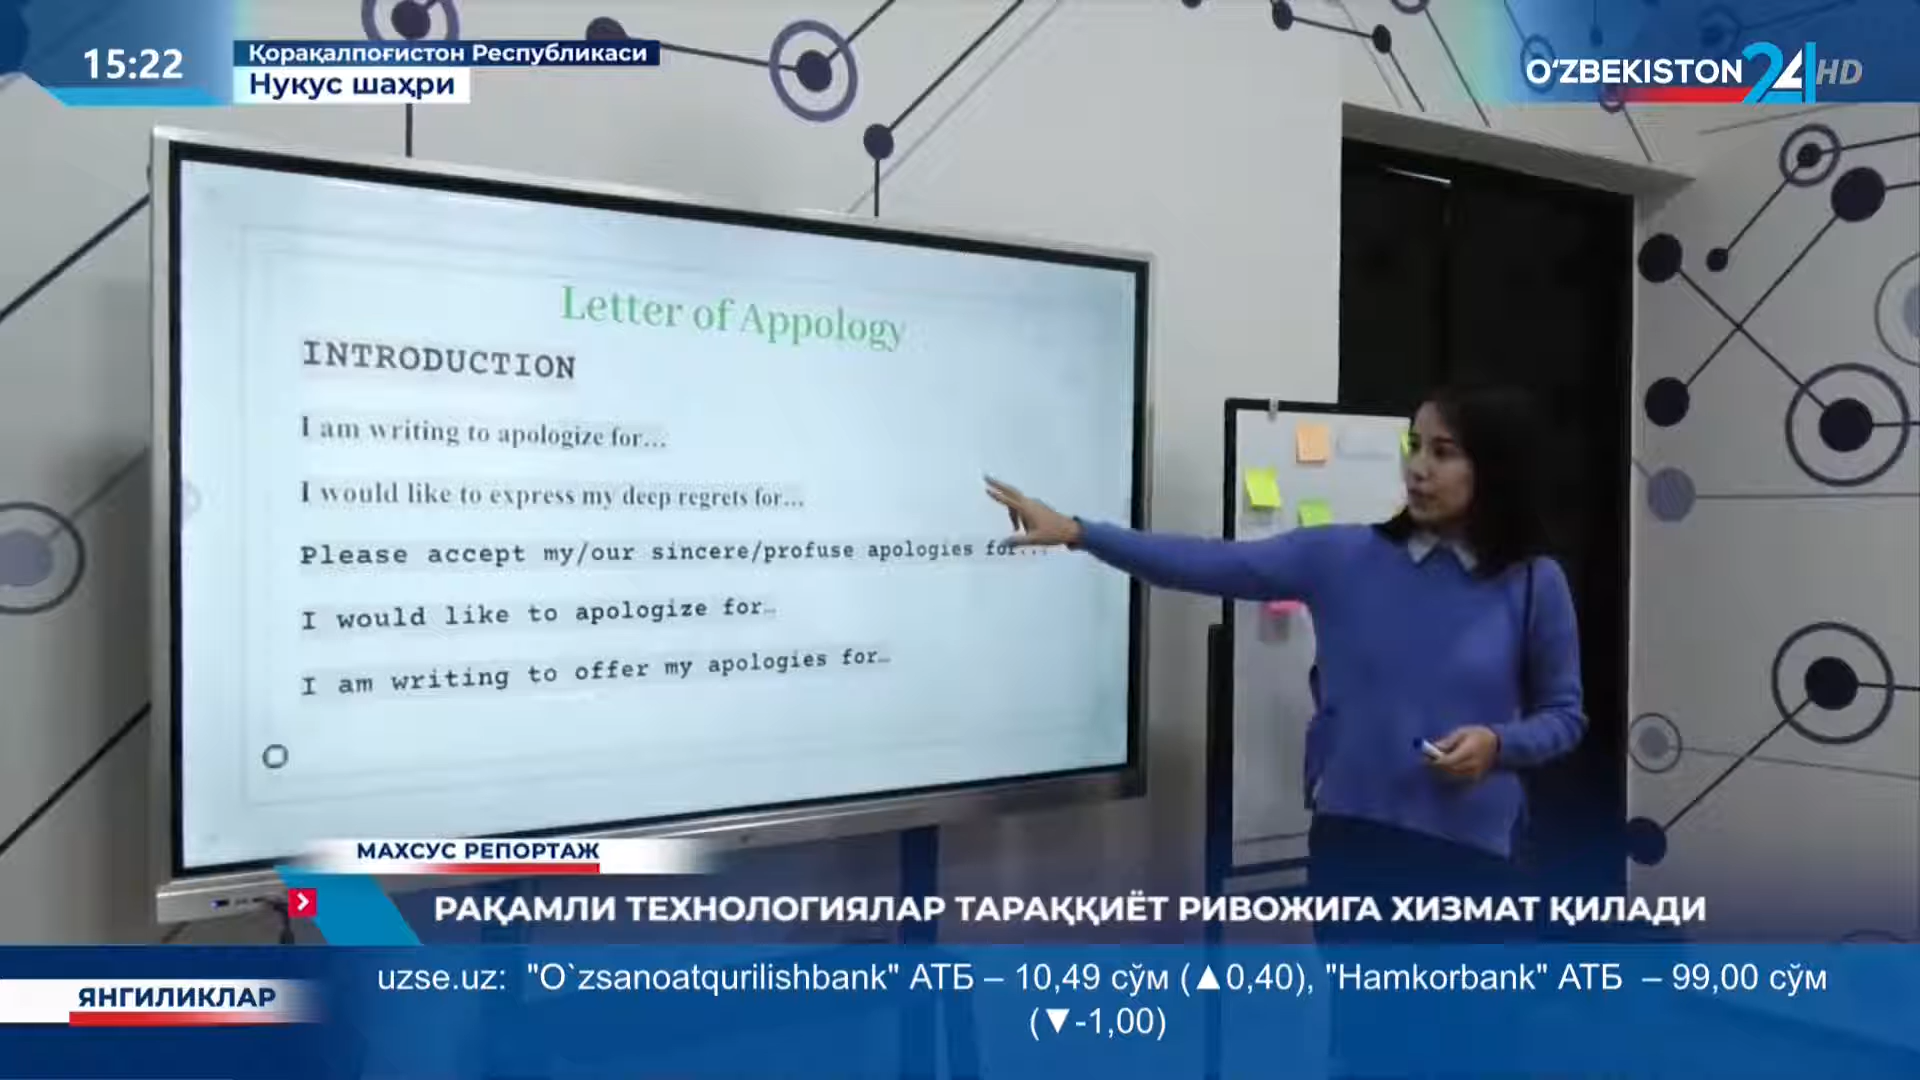 15:22
Қорақалпоғистон Республикаси
Нукус шаҳри
O‘ZBEKISTON 24 HD
Letter of Appology
INTRODUCTION
I am writing to apologize for...
I would like to express my deep regrets for...
Please accept my/our sincere/profuse apologies for...
I would like to apologize for…
I am writing to offer my apologies for…
МАХСУС РЕПОРТАЖ
РАҚАМЛИ ТЕХНОЛОГИЯЛАР ТАРАҚҚИЁТ РИВОЖИГА ХИЗМАТ ҚИЛАДИ
ЯНГИЛИКЛАР
uzse.uz: "O`zsanoatqurilishbank" АТБ – 10,49 сўм (▲0,40), "Hamkorbank" АТБ – 99,00 сўм
(▼-1,00)